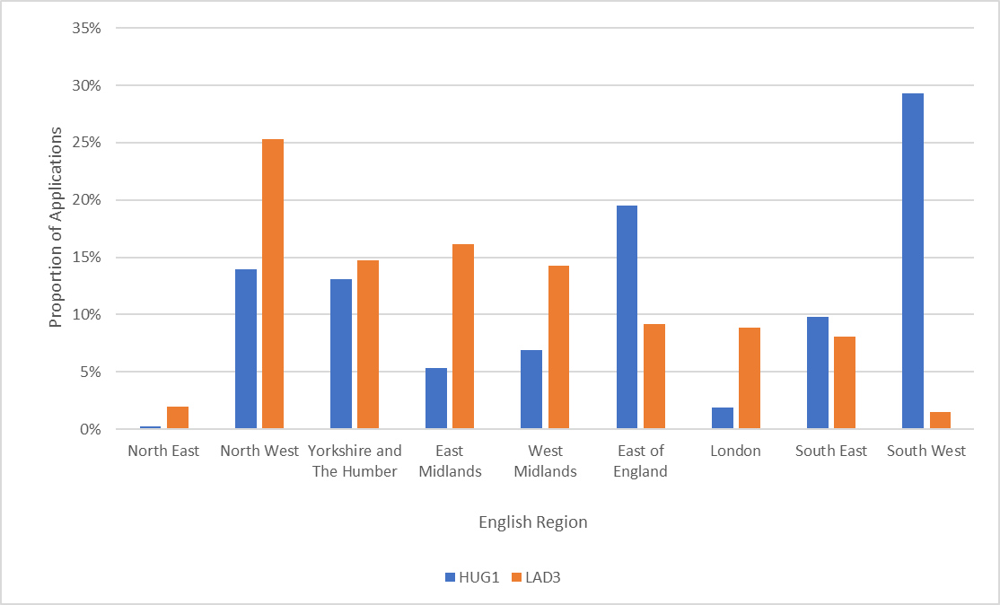 35%
30%
25%
20%
15%
10%
5%
0%
Proportion of Applications
North East
North West
Yorkshire and
The Humber
East
Midlands
West
Midlands
East of
England
London
South East
South West
English Region
HUG1
LAD3